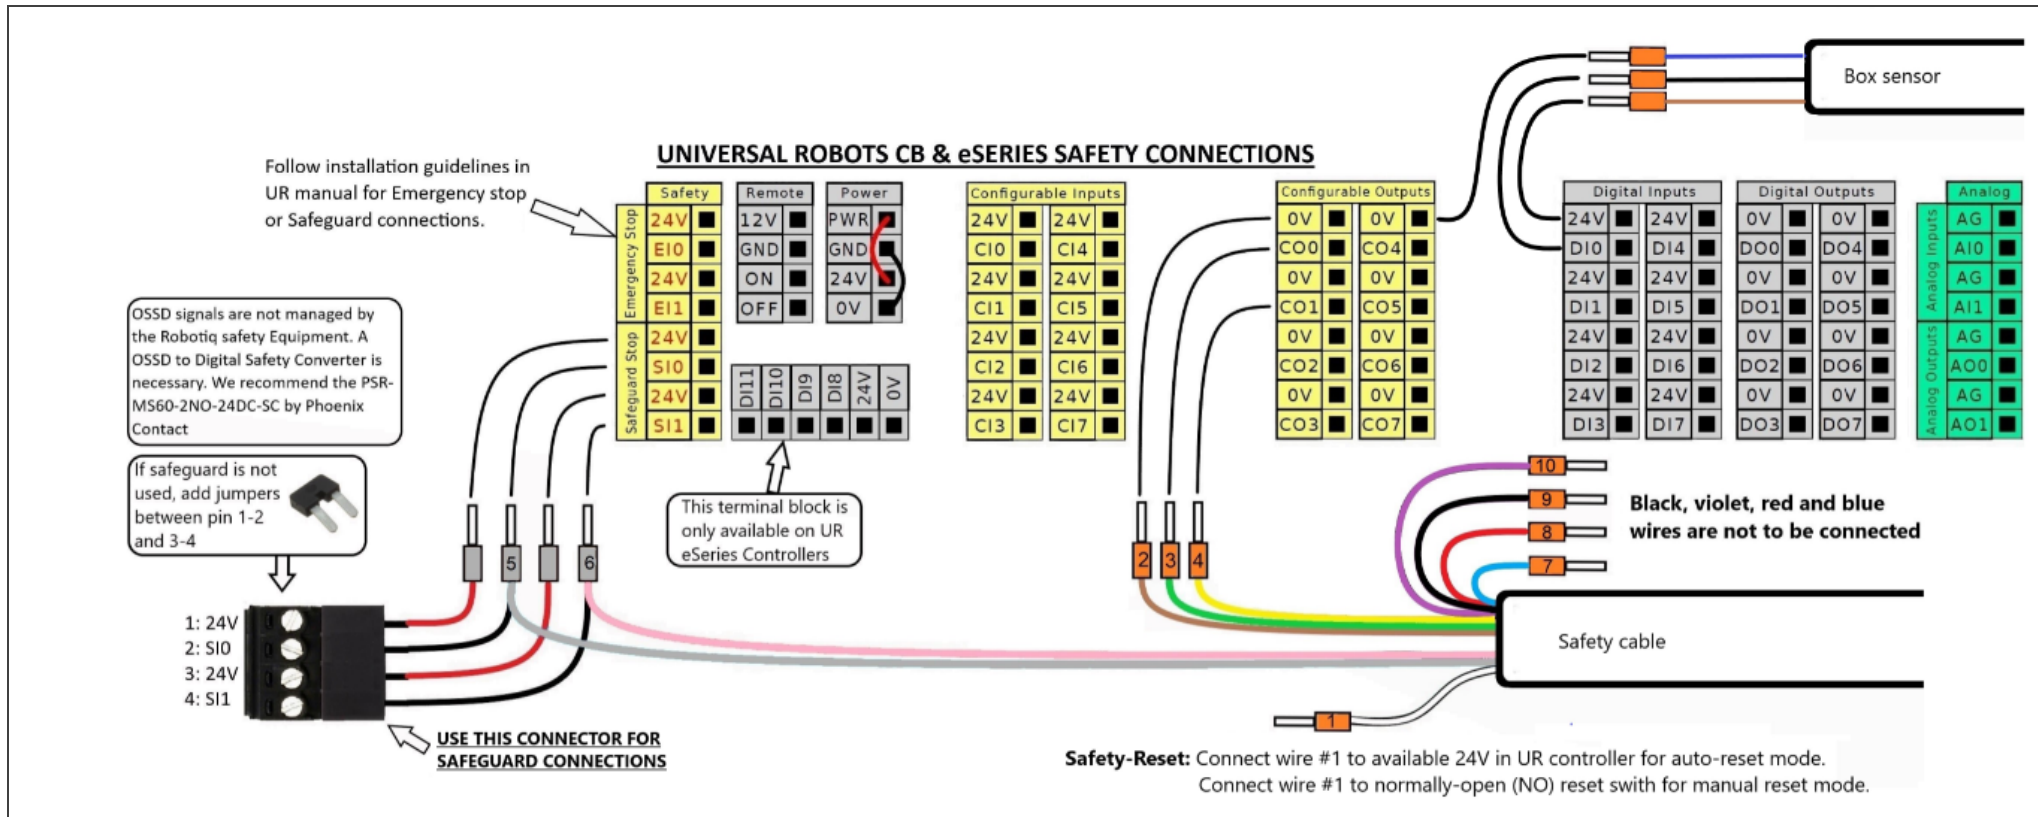 Box sensor
UNIVERSAL ROBOTS CB & eSERIES SAFETY CONNECTIONS
Follow installation guidelines in
UR manual for Emergency stop
or Safeguard connections.
Safety
Emergency Stop
24V
EI0
24V
EI1
Safeguard Stop
24V
SI0
24V
SI1
Remote
12V
GND
ON
OFF
Power
PWR
GND
24V
0V
DI11
DI10
DI9
DI8
24V
0V
Configurable Inputs
24V 24V
CI0 CI4
24V 24V
CI1 CI5
24V 24V
CI2 CI6
24V 24V
CI3 CI7
Configurable Outputs
0V 0V
CO0 CO4
0V 0V
CO1 CO5
0V 0V
CO2 CO6
0V 0V
CO3 CO7
Digital Inputs
24V 24V
DI0 DI4
24V 24V
DI1 DI5
24V 24V
DI2 DI6
24V 24V
DI3 DI7
Digital Outputs
0V 0V
DO0 DO4
0V 0V
DO1 DO5
0V 0V
DO2 DO6
0V 0V
DO3 DO7
Analog
Analog Inputs
AG
AI0
AG
AI1
Analog Outputs
AG
AO0
AG
AO1
OSSD signals are not managed by
the Robotiq safety Equipment. A
OSSD to Digital Safety Converter is
necessary. We recommend the PSR-
MS60-2NO-24DC-SC by Phoenix
Contact
If safeguard is not
used, add jumpers
between pin 1-2
and 3-4
This terminal block is
only available on UR
eSeries Controllers
5
6
2
3
4
10
9
8
7
Black, violet, red and blue
wires are not to be connected
1: 24V
2: SI0
3: 24V
4: SI1
Safety cable
1
USE THIS CONNECTOR FOR
SAFEGUARD CONNECTIONS
Safety-Reset: Connect wire #1 to available 24V in UR controller for auto-reset mode.
Connect wire #1 to normally-open (NO) reset swith for manual reset mode.